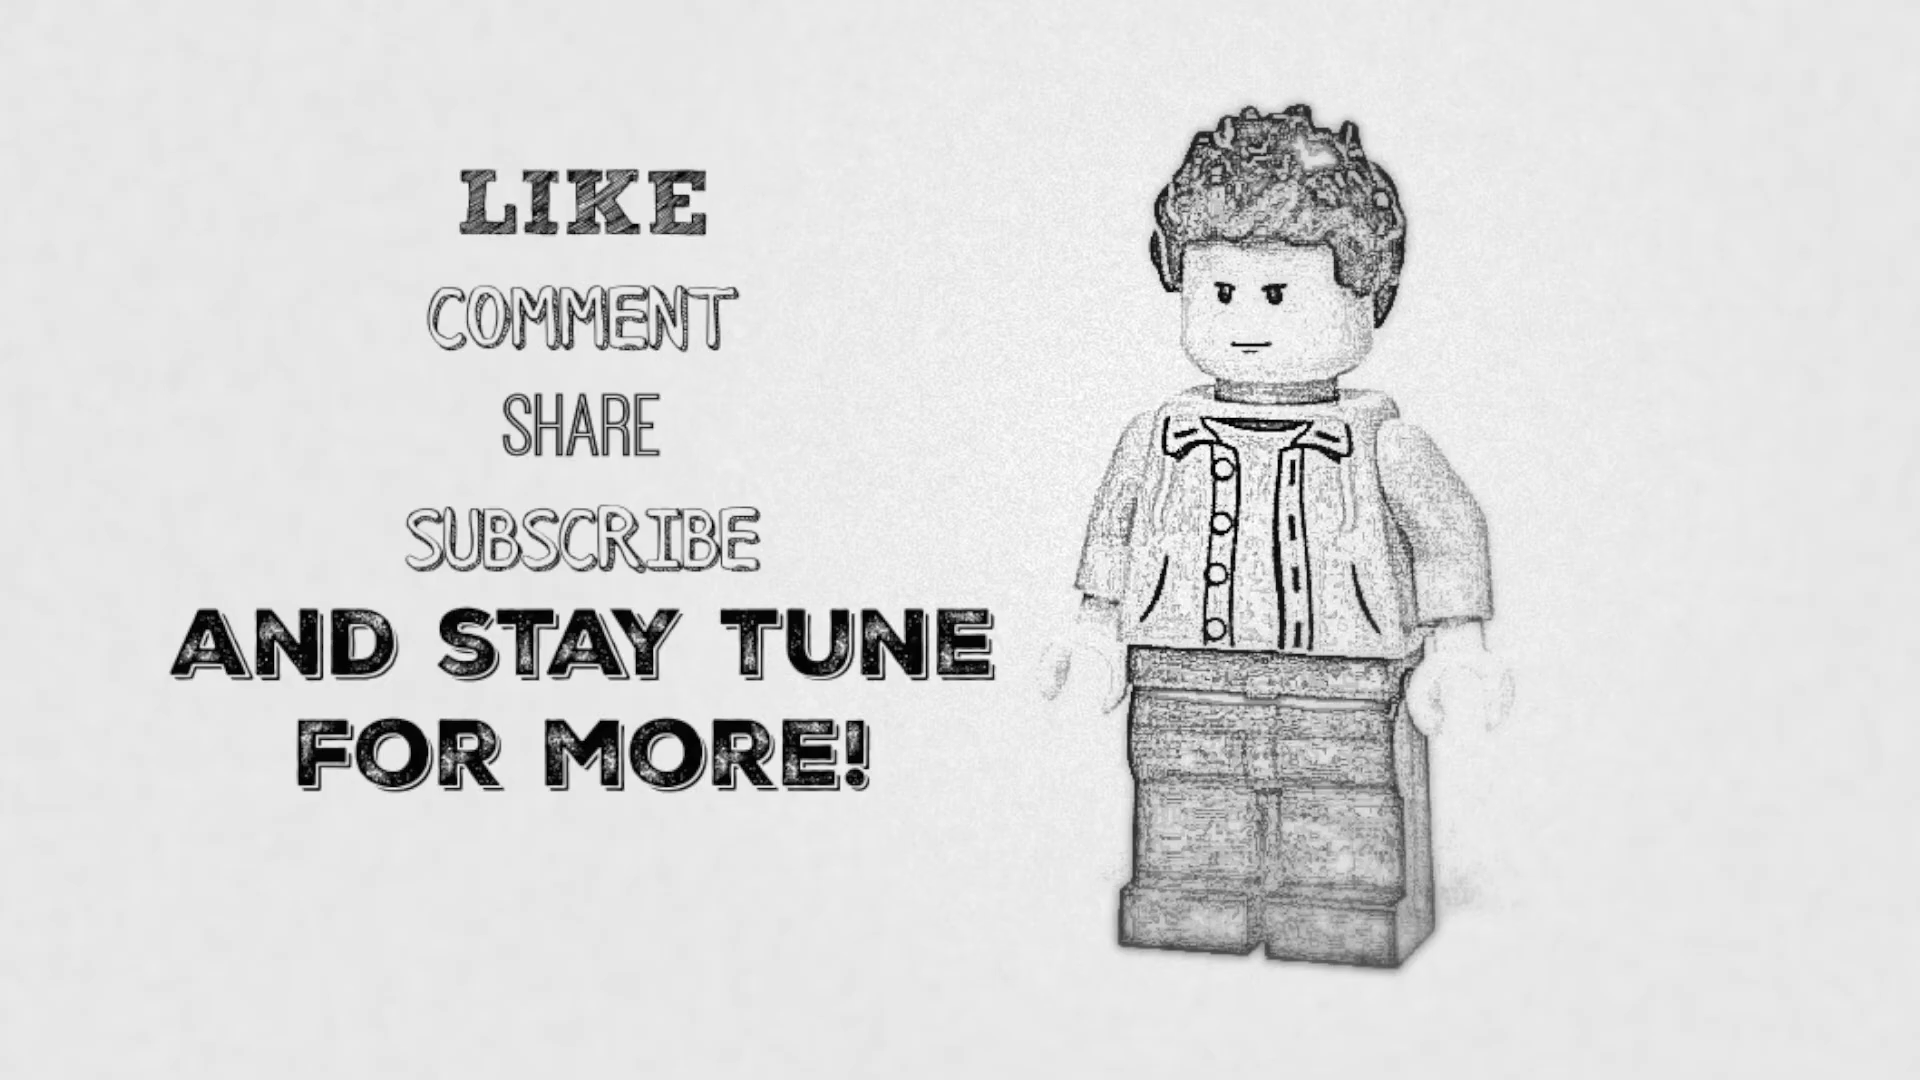 LIKE
COMMENT
SHARE
SUBSCRIBE
AND STAY TUNE
FOR MORE!